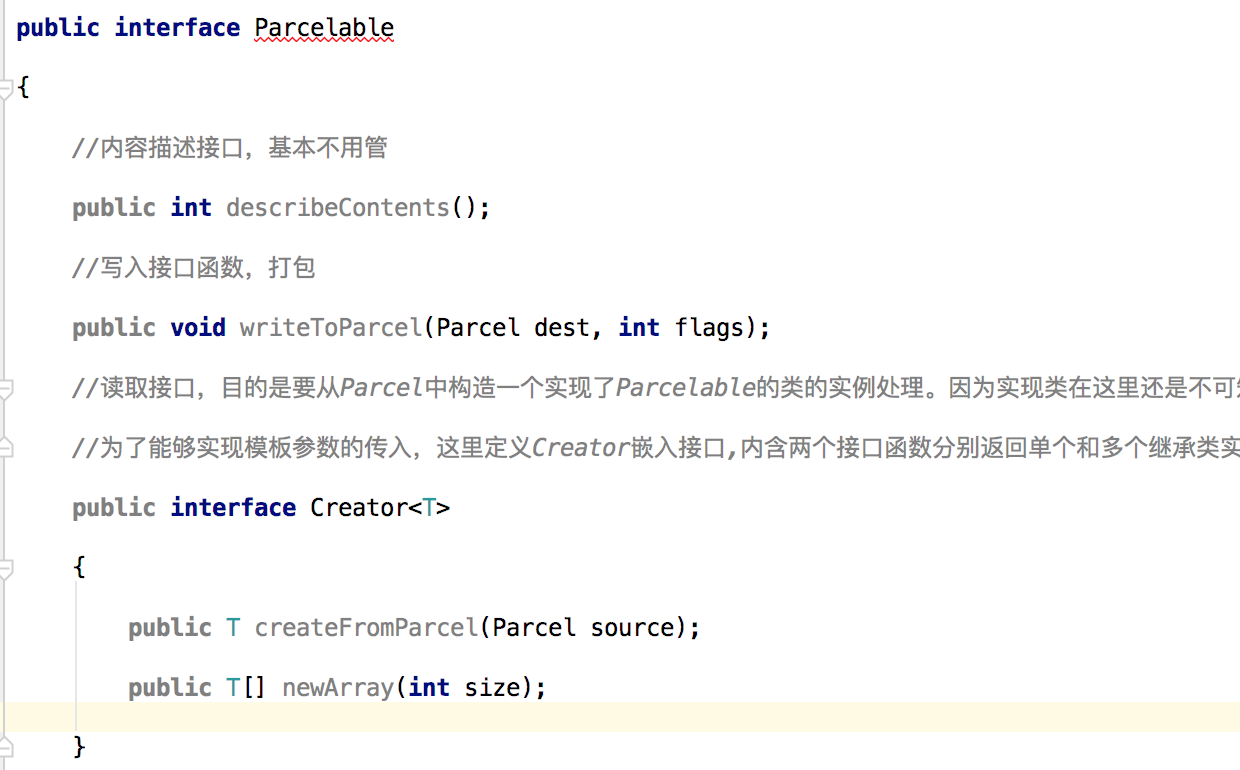 public interface Parcelable
{
//内容描述接口，基本不用管
public int describeContents();
//写入接口函数，打包
public void writeToParcel(Parcel dest, int flags);
//读取接口，目的是要从Parcel中构造一个实现了Parcelable的类的实例处理。因为实现类在这里还是不可
//为了能够实现模板参数的传入，这里定义Creator嵌入接口,内含两个接口函数分别返回单个和多个继承类实
public interface Creator<T>
{
public T createFromParcel(Parcel source);
public T[] newArray(int size);
}